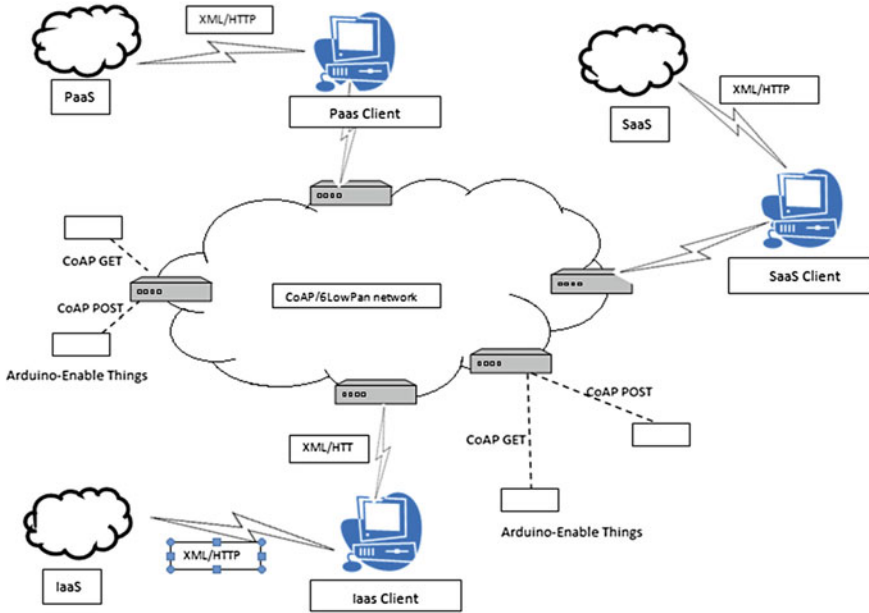 XML/HTTP
PaaS
Paas Client
XML/HTTP
SaaS
SaaS Client
CoAP GET
CoAP POST
Arduino-Enable Things
CoAP/6LowPan network
CoAP POST
CoAP GET
Arduino-Enable Things
XML/HTT
XML/HTTP
IaaS
Iaas Client